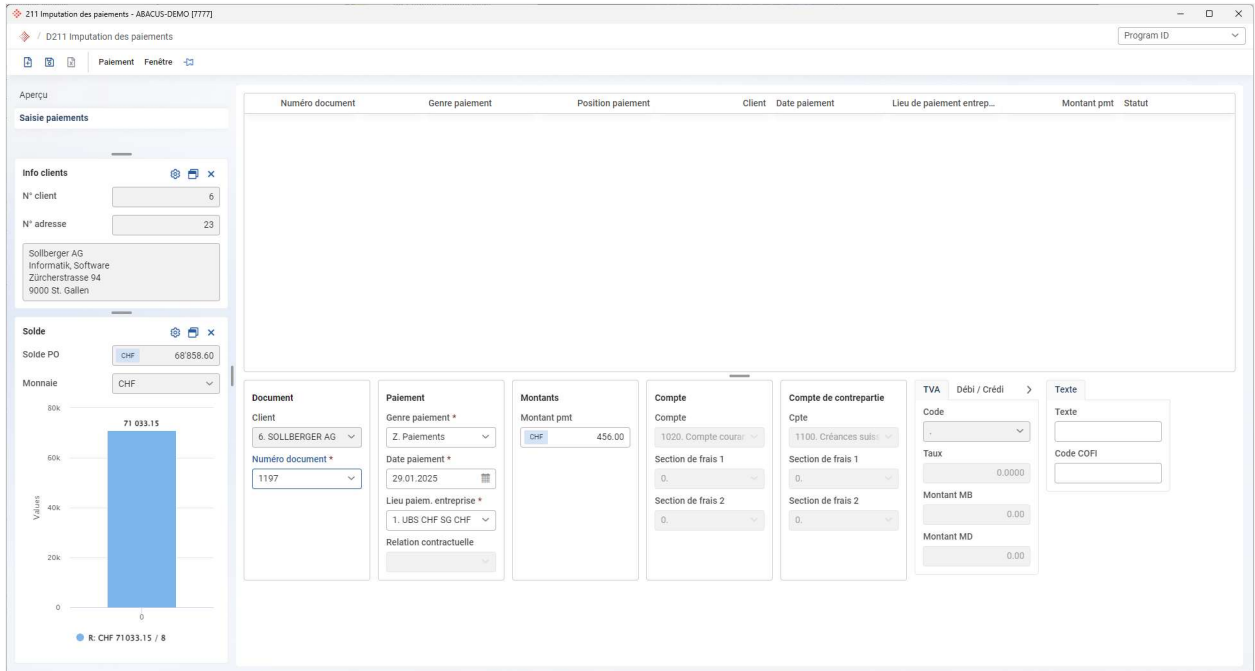 211 Imputation des paiements - ABACUS-DEMO [7777]
/ D211 Imputation des paiements
Program ID
Paiement Fenêtre
Aperçu
Saisie paiements
Info clients
N° client 6
N° adresse 23
Sollberger AG
Informatik, Software
Zürcherstrasse 94
9000 St. Gallen
Solde
Solde PO CHF 68'858.60
Monnaie CHF
80k
71 033.15
60k
40k
Values
20k
0
0
R: CHF 71033.15 / 8
Numéro document Genre paiement Position paiement Client Date paiement Lieu de paiement entrep... Montant pmt Statut
Document
Client
6. SOLLBERGER AG
Numéro document *
1197
Paiement
Genre paiement *
Z. Paiements
Date paiement *
29.01.2025
Lieu paiem. entreprise *
1. UBS CHF SG CHF
Relation contractuelle
Montants
Montant pmt
CHF 456.00
Compte
Compte
1020. Compte courar
Section de frais 1
0.
Section de frais 2
0.
Compte de contrepartie
Cpte
1100. Créances suis
Section de frais 1
0.
Section de frais 2
0.
TVA Débi / Crédi >
Code
.
Taux
0.0000
Montant MB
0.00
Montant MD
0.00
Texte
Texte
Code COFI